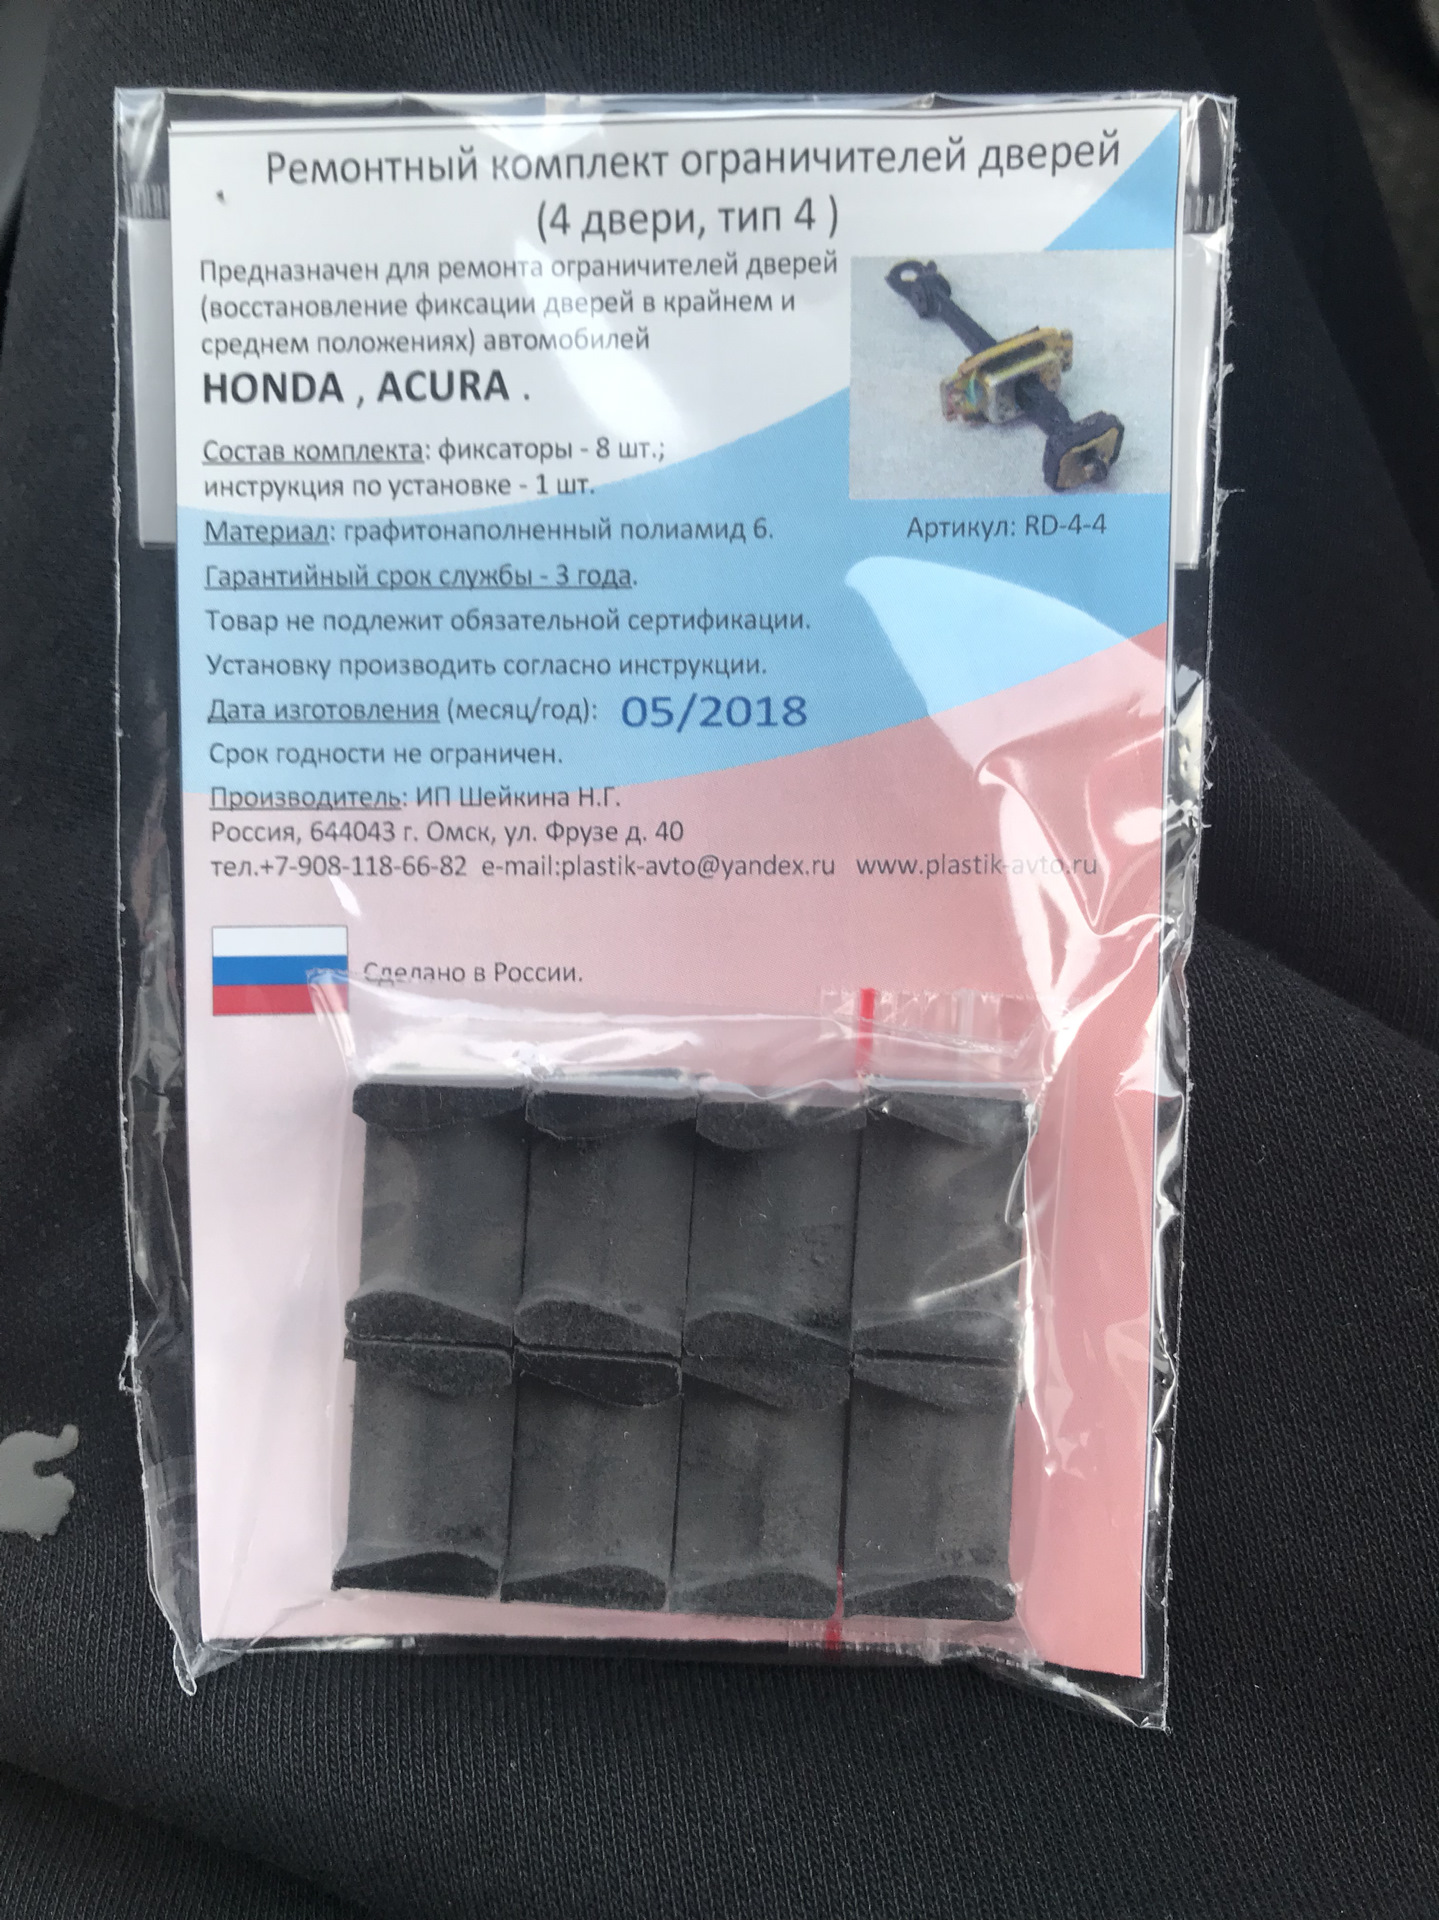 Ремонтный комплект ограничителей дверей
(4 двери, тип 4 )
Предназначен для ремонта ограничителей дверей
(восстановление фиксации дверей в крайнем и
среднем положениях) автомобилей
HONDA , ACURA .
Состав комплекта: фиксаторы - 8 шт.;
инструкция по установке - 1 шт.
Материал: графитонаполненный полиамид 6.
Артикул: RD-4-4
Гарантийный срок службы - 3 года.
Товар не подлежит обязательной сертификации.
Установку производить согласно инструкции.
Дата изготовления (месяц/год): 05/2018
Срок годности не ограничен.
Производитель: ИП Шейкина Н.Г.
Россия, 644043 г. Омск, ул. Фрузе д. 40
тел.+7-908-118-66-82 e-mail:plastik-avto@yandex.ru www.plastik-avto.ru
Сделано в России.